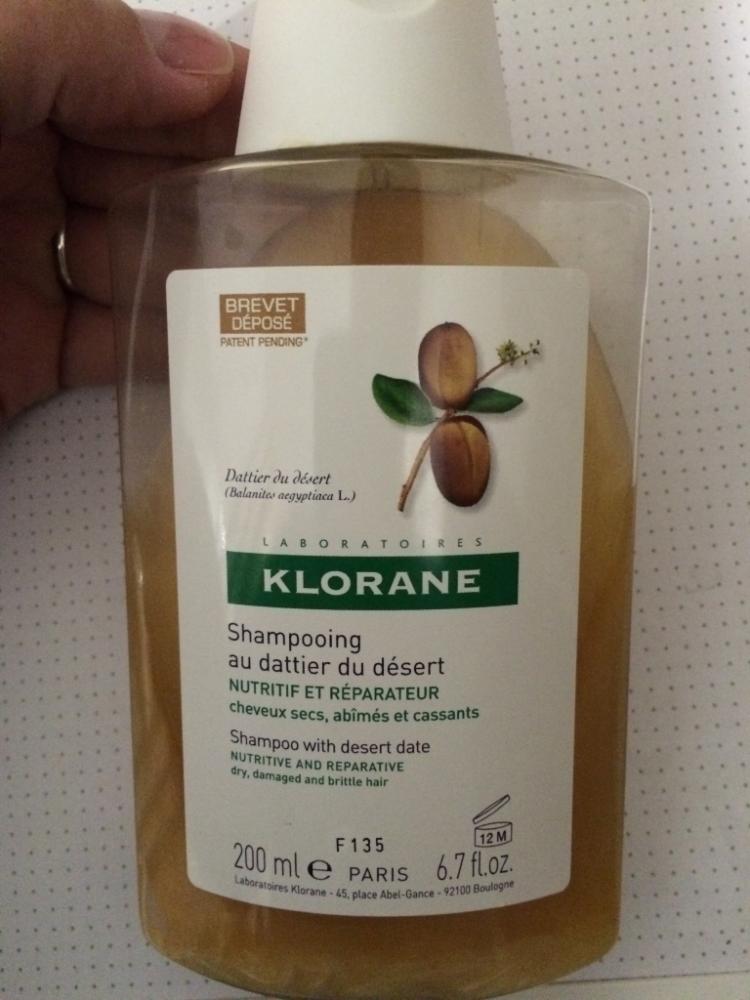 BREVET
DÉPOSÉ
PATENT PENDING*
Dattier du désert
(Balanites aegyptiaca L.)
LABORATOIRES
KLORANE
Shampooing
au dattier du désert
NUTRITIF ET RÉPARATEUR
cheveux secs, abîmés et cassants
Shampoo with desert date
NUTRITIVE AND REPARATIVE
dry, damaged and brittle hair
12 M
F 135
200 ml e PARIS 6.7 fl.oz.
Laboratoires Klorane - 45, place Abel-Gance - 92100 Boulogne